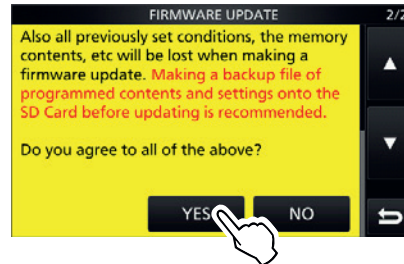 FIRMWARE UPDATE 2/2
Also all previously set conditions, the memory
contents, etc will be lost when making a
firmware update. Making a backup file of
programmed contents and settings onto the
SD Card before updating is recommended.
Do you agree to all of the above?
YES NO